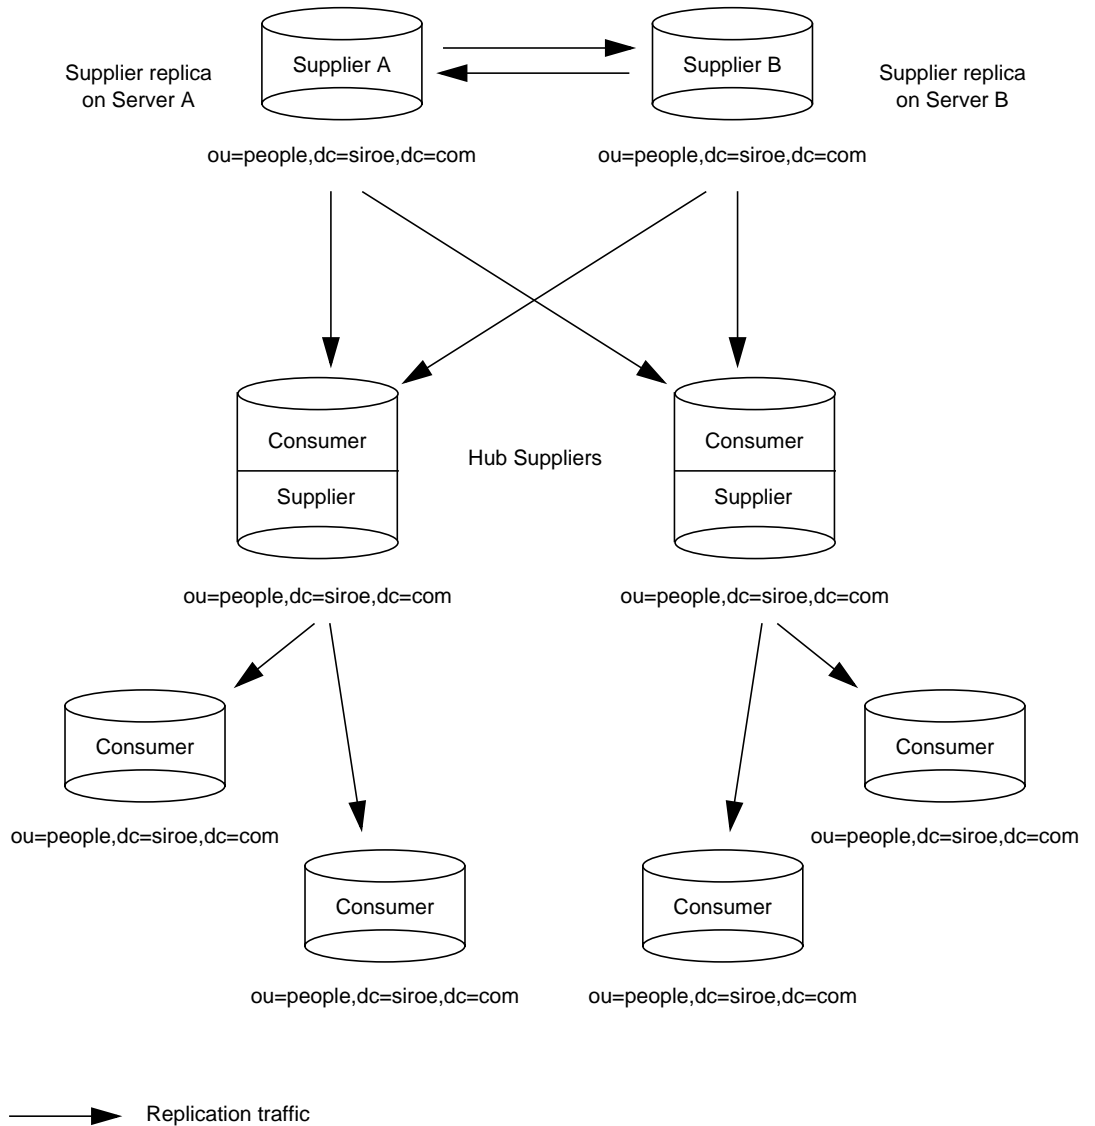 Supplier A
Supplier B
Supplier replica
on Server A
Supplier replica
on Server B
ou=people,dc=siroe,dc=com
ou=people,dc=siroe,dc=com
Consumer
Supplier
Hub Suppliers
Consumer
Supplier
ou=people,dc=siroe,dc=com
ou=people,dc=siroe,dc=com
Consumer
Consumer
ou=people,dc=siroe,dc=com
ou=people,dc=siroe,dc=com
Consumer
Consumer
ou=people,dc=siroe,dc=com
ou=people,dc=siroe,dc=com
Replication traffic